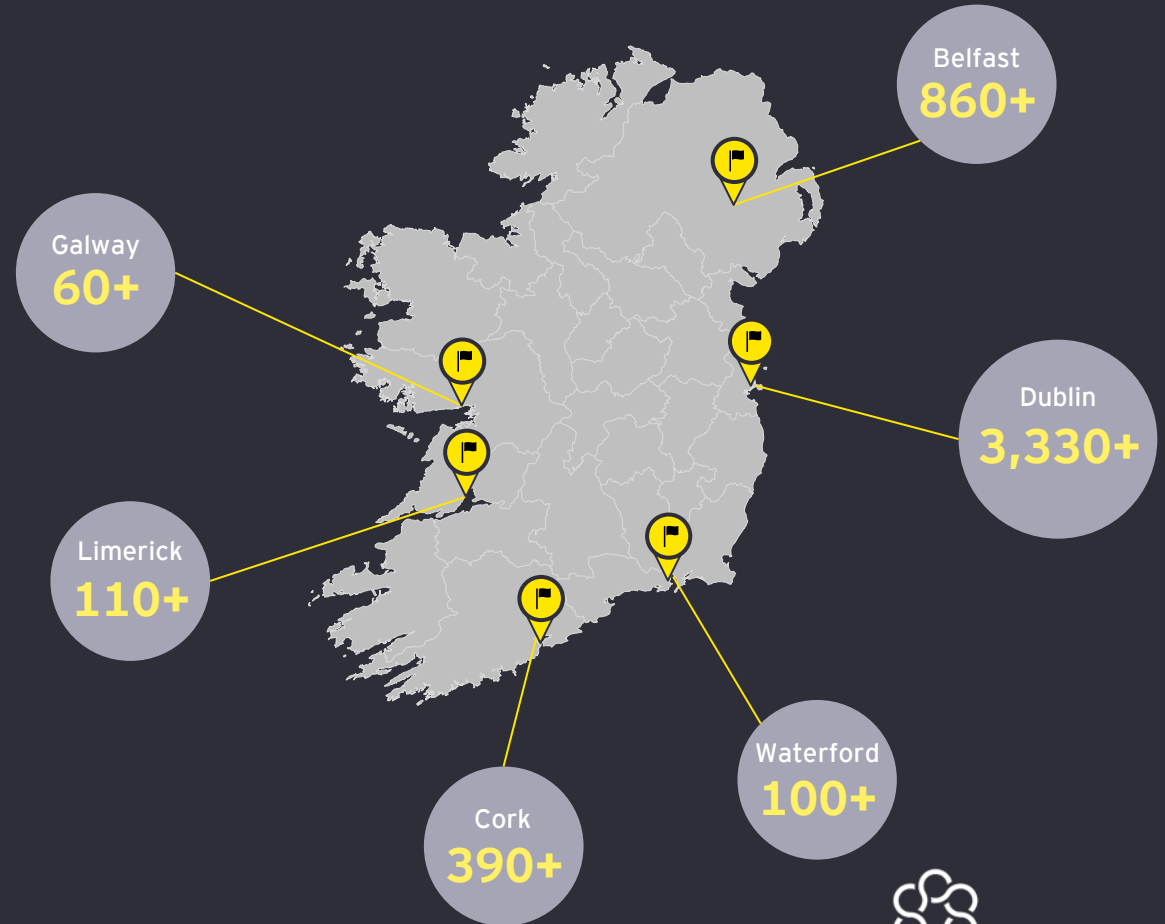 Belfast
860+
Galway
60+
Dublin
3,330+
Limerick
110+
Waterford
100+
Cork
390+